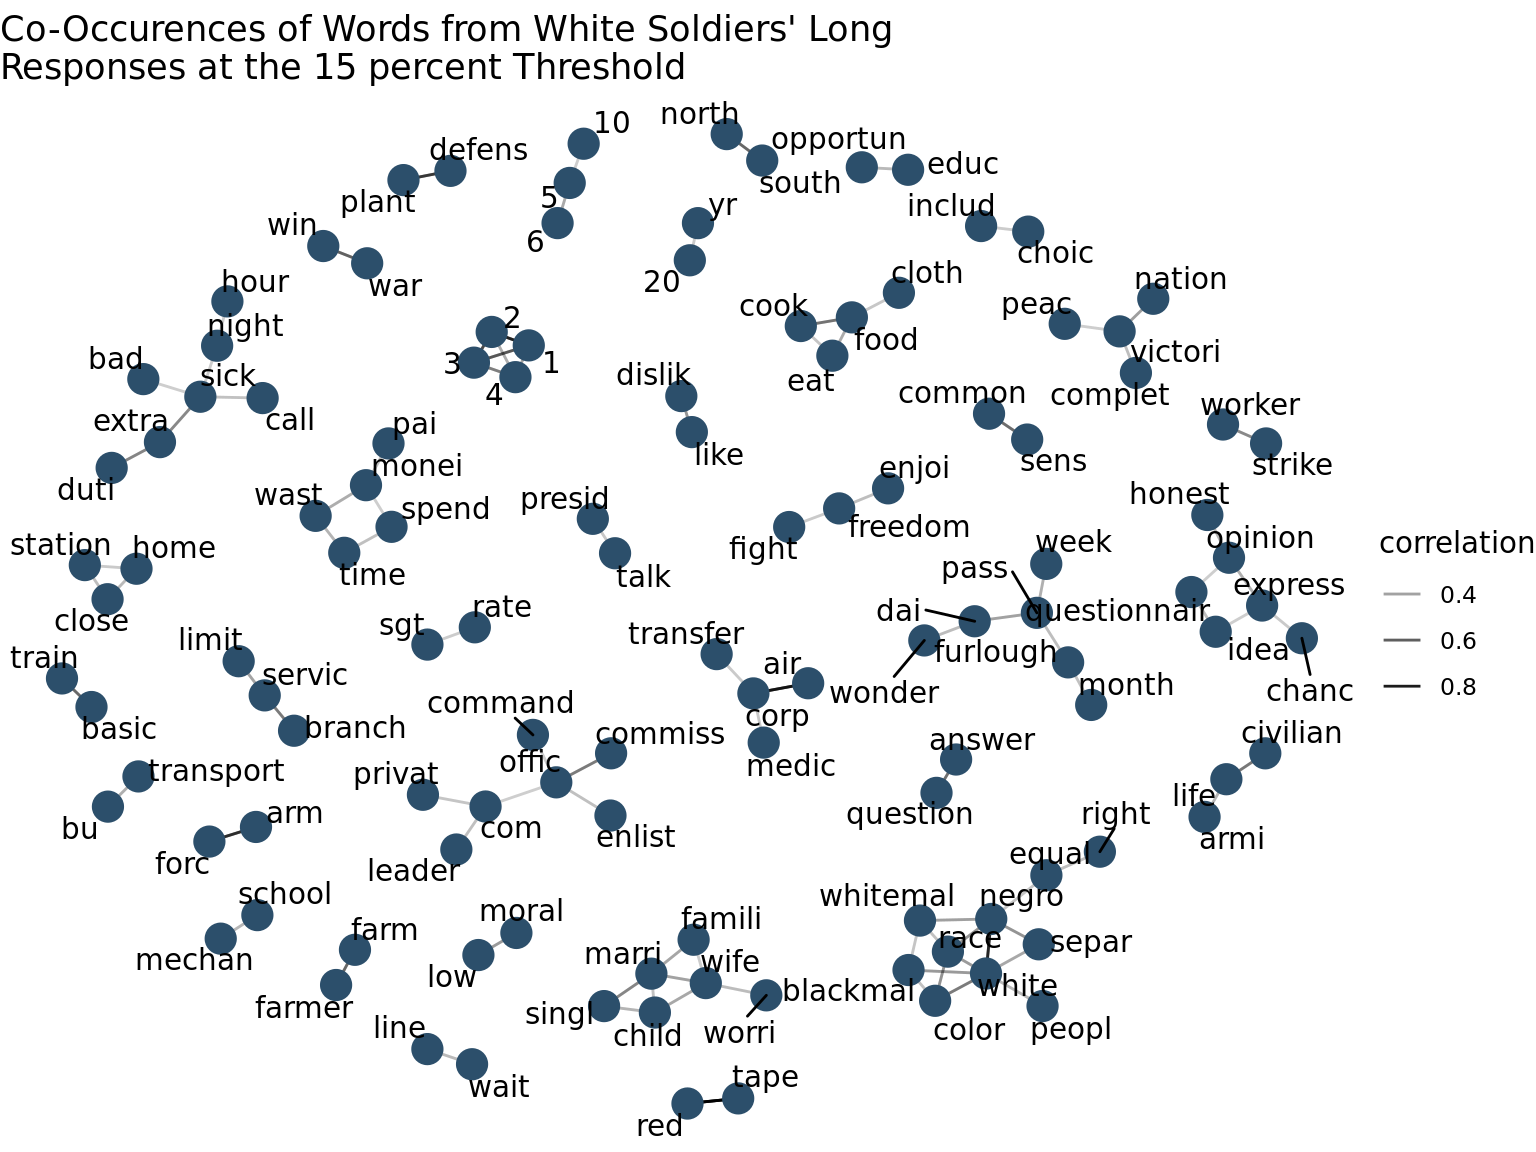 Co-Occurences of Words from White Soldiers' Long
Responses at the 15 percent Threshold
north
10
opportun
defens
educ
south
5
plant
yr
includ
win
6
choic
cloth
nation
hour
war
20
peac
cook
night
2
food
victori
bad
3
1
sick
dislik
eat
common
complet
4
worker
extra
call
pai
like
sens
strike
monei
enjoi
duti
wast
spend
presid
honest
fight
freedom
opinion
station
home
week
time
talk
pass
express
correlation
0.4
0.6
0.8
close
sgt
rate
dai
questionnair
limit
transfer
furlough
idea
train
air
wonder
month
chanc
servic
command
corp
basic
branch
commiss
answer
civilian
offic
medic
transport
privat
life
bu
arm
com
question
right
armi
enlist
forc
leader
equal
school
whitemal
negro
moral
famili
farm
race
separ
mechan
marri
wife
low
blackmal
white
farmer
singl
child
worri
color
peopl
line
wait
tape
red